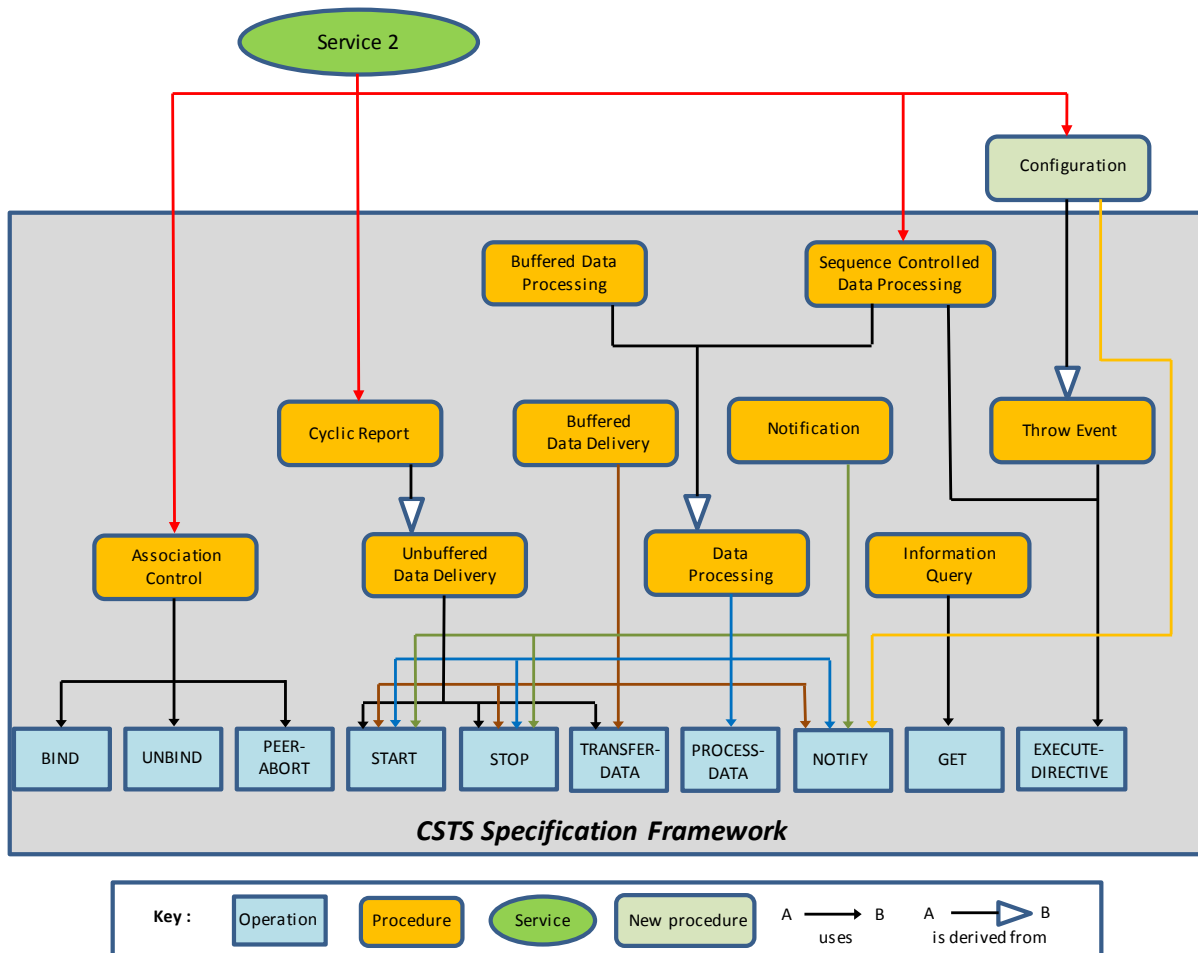 Service 2
Configuration
Buffered Data
Processing
Sequence Controlled
Data Processing
Cyclic Report
Buffered
Data Delivery
Notification
Throw Event
Association
Control
Unbuffered
Data Delivery
Data
Processing
Information
Query
BIND
UNBIND
PEER-
ABORT
START
STOP
TRANSFER-
DATA
PROCESS-
DATA
NOTIFY
GET
EXECUTE-
DIRECTIVE
CSTS Specification Framework
Key :
Operation
Procedure
Service
New procedure
A
B
uses
A
B
is derived from